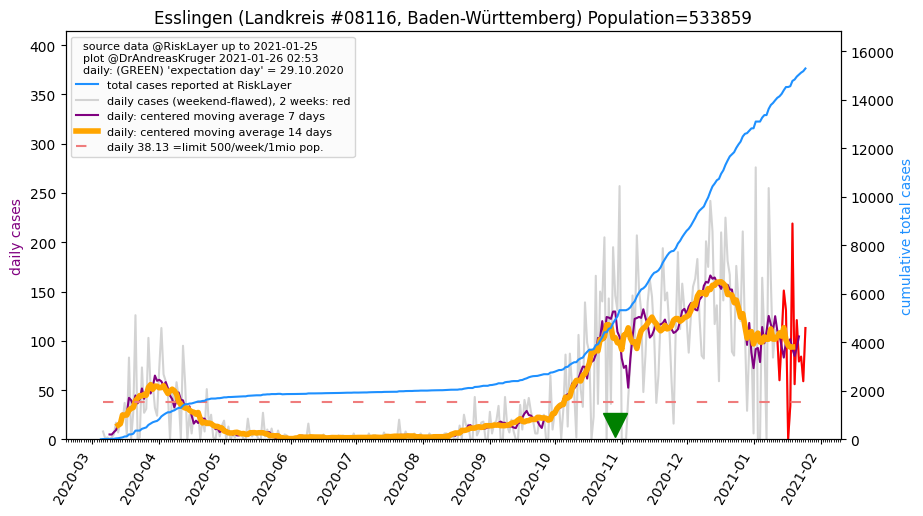 Esslingen (Landkreis #08116, Baden-Württemberg) Population=533859
source data @RiskLayer up to 2021-01-25
plot @DrAndreasKruger 2021-01-26 02:53
daily: (GREEN) 'expectation day' = 29.10.2020
total cases reported at RiskLayer
daily cases (weekend-flawed), 2 weeks: red
daily: centered moving average 7 days
daily: centered moving average 14 days
daily 38.13 =limit 500/week/1mio pop.
daily cases
400
350
300
250
200
150
100
50
0
cumulative total cases
16000
14000
12000
10000
8000
6000
4000
2000
0
2020-03
2020-04
2020-05
2020-06
2020-07
2020-08
2020-09
2020-10
2020-11
2020-12
2021-01
2021-02